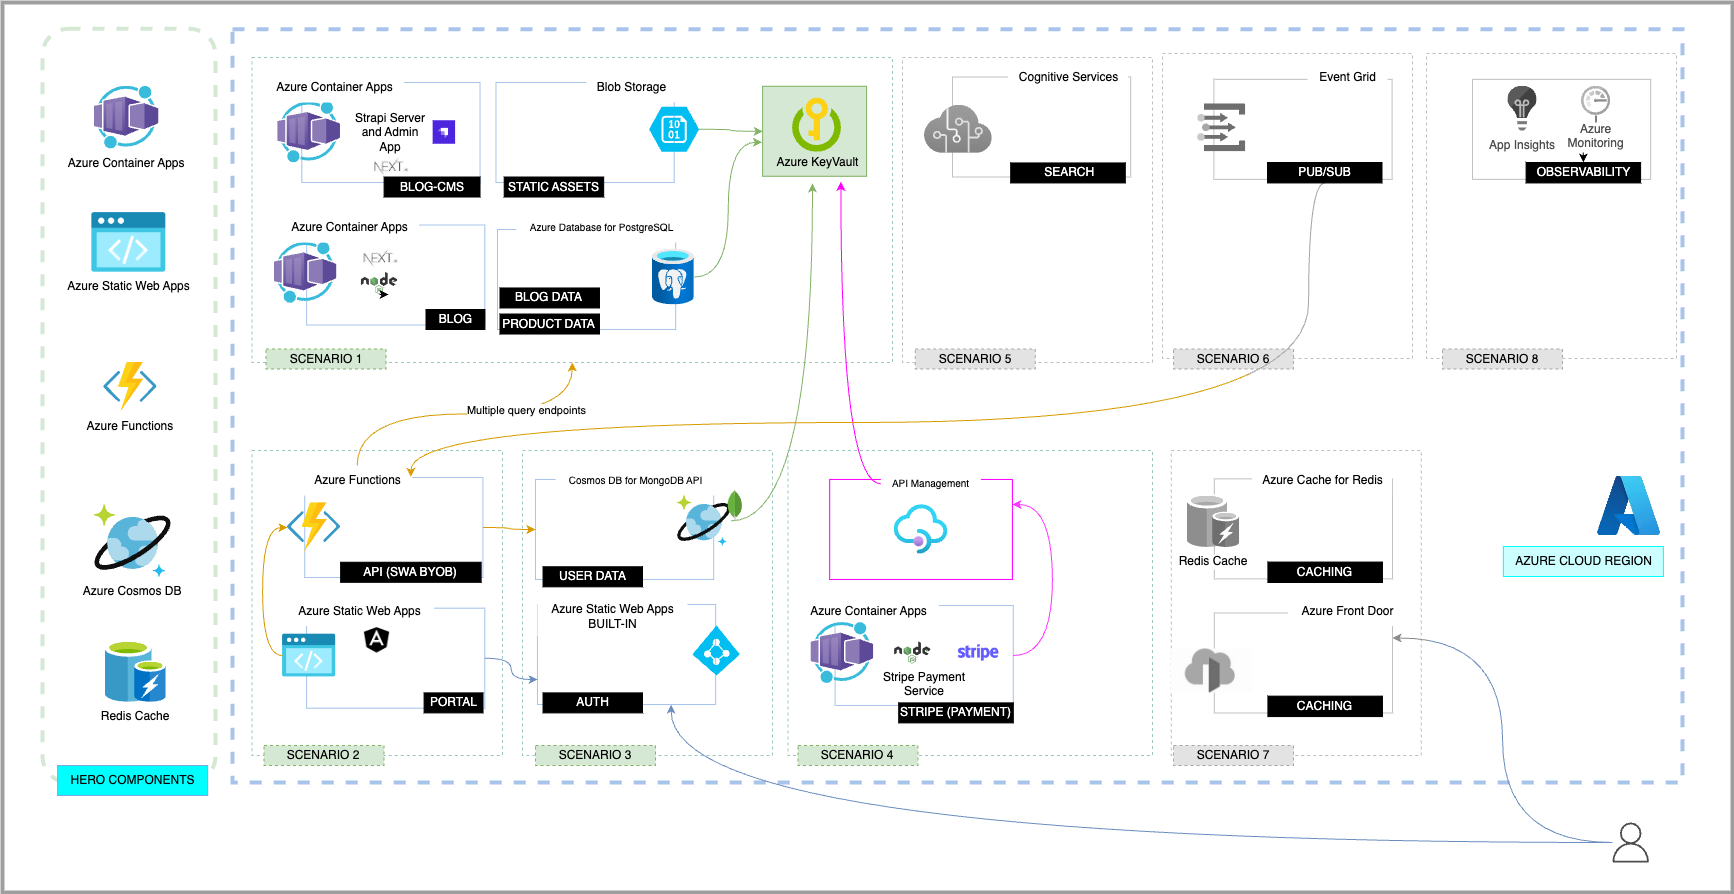 Azure Container Apps
Azure Static Web Apps
Azure Functions
Azure Cosmos DB
Redis Cache
HERO COMPONENTS
Azure Container Apps
Strapi Server
and Admin
App
NEXT.JS
BLOG-CMS
Blob Storage
10
01
STATIC ASSETS
Azure KeyVault
Azure Container Apps
NEXT.JS
node
BLOG
Azure Database for PostgreSQL
BLOG DATA
PRODUCT DATA
SCENARIO 1
Cognitive Services
SEARCH
SCENARIO 5
Event Grid
PUB/SUB
SCENARIO 6
App Insights
Azure
Monitoring
OBSERVABILITY
SCENARIO 8
Multiple query endpoints
Azure Functions
API (SWA BYOB)
Azure Static Web Apps
PORTAL
SCENARIO 2
Cosmos DB for MongoDB API
USER DATA
Azure Static Web Apps
BUILT-IN
AUTH
SCENARIO 3
API Management
Azure Container Apps
node
stripe
Stripe Payment
Service
STRIPE (PAYMENT)
SCENARIO 4
Azure Cache for Redis
Redis Cache
CACHING
Azure Front Door
CACHING
SCENARIO 7
AZURE CLOUD REGION